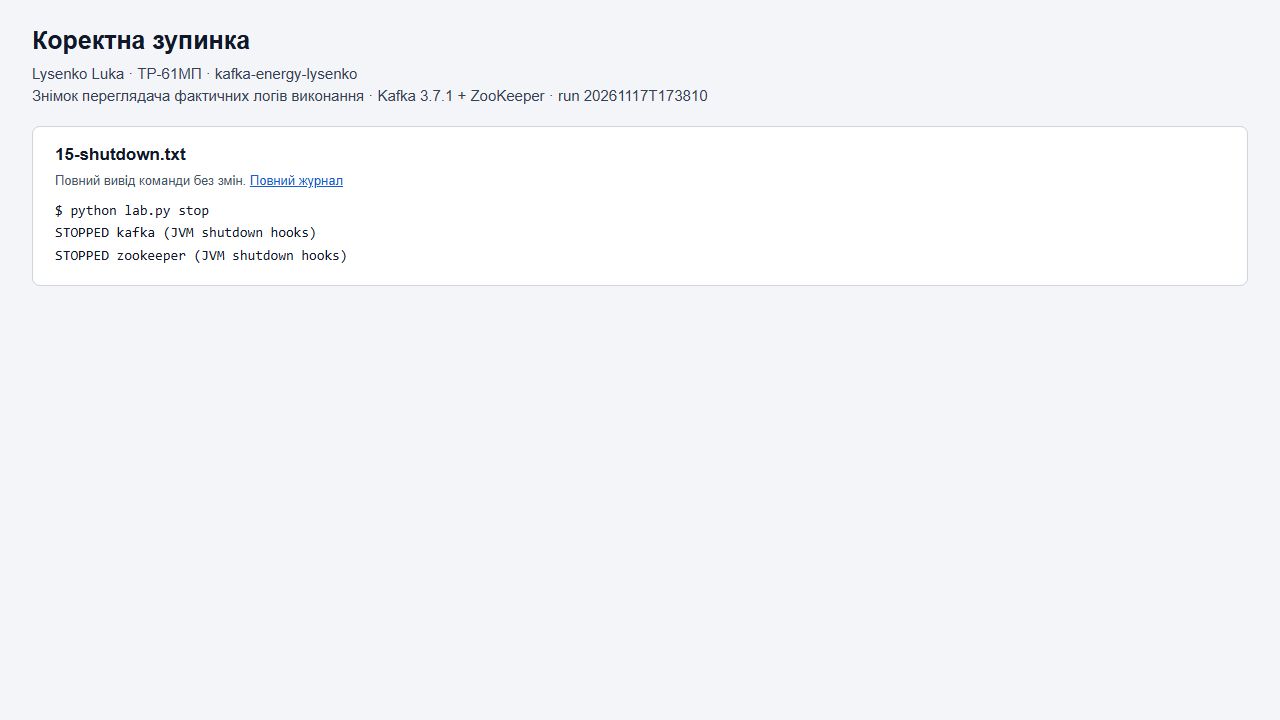 Коректна зупинка
Lysenko Luka · ТР-61МП · kafka-energy-lysenko
Знімок переглядача фактичних логів виконання · Kafka 3.7.1 + ZooKeeper · run 20261117T173810
15-shutdown.txt
Повний вивід команди без змін. Повний журнал
$ python lab.py stop
STOPPED kafka (JVM shutdown hooks)
STOPPED zookeeper (JVM shutdown hooks)